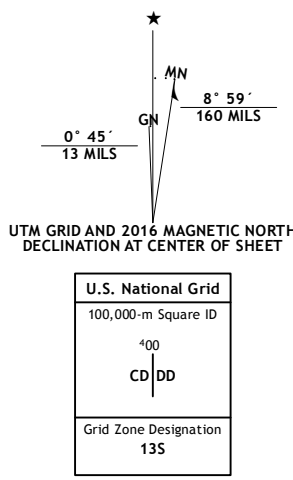 ★
MN
GN
8° 59´
160 MILS
0° 45´
13 MILS
UTM GRID AND 2016 MAGNETIC NORTH
DECLINATION AT CENTER OF SHEET
U.S. National Grid
100,000-m Square ID
⁴00
CD DD
Grid Zone Designation
13S